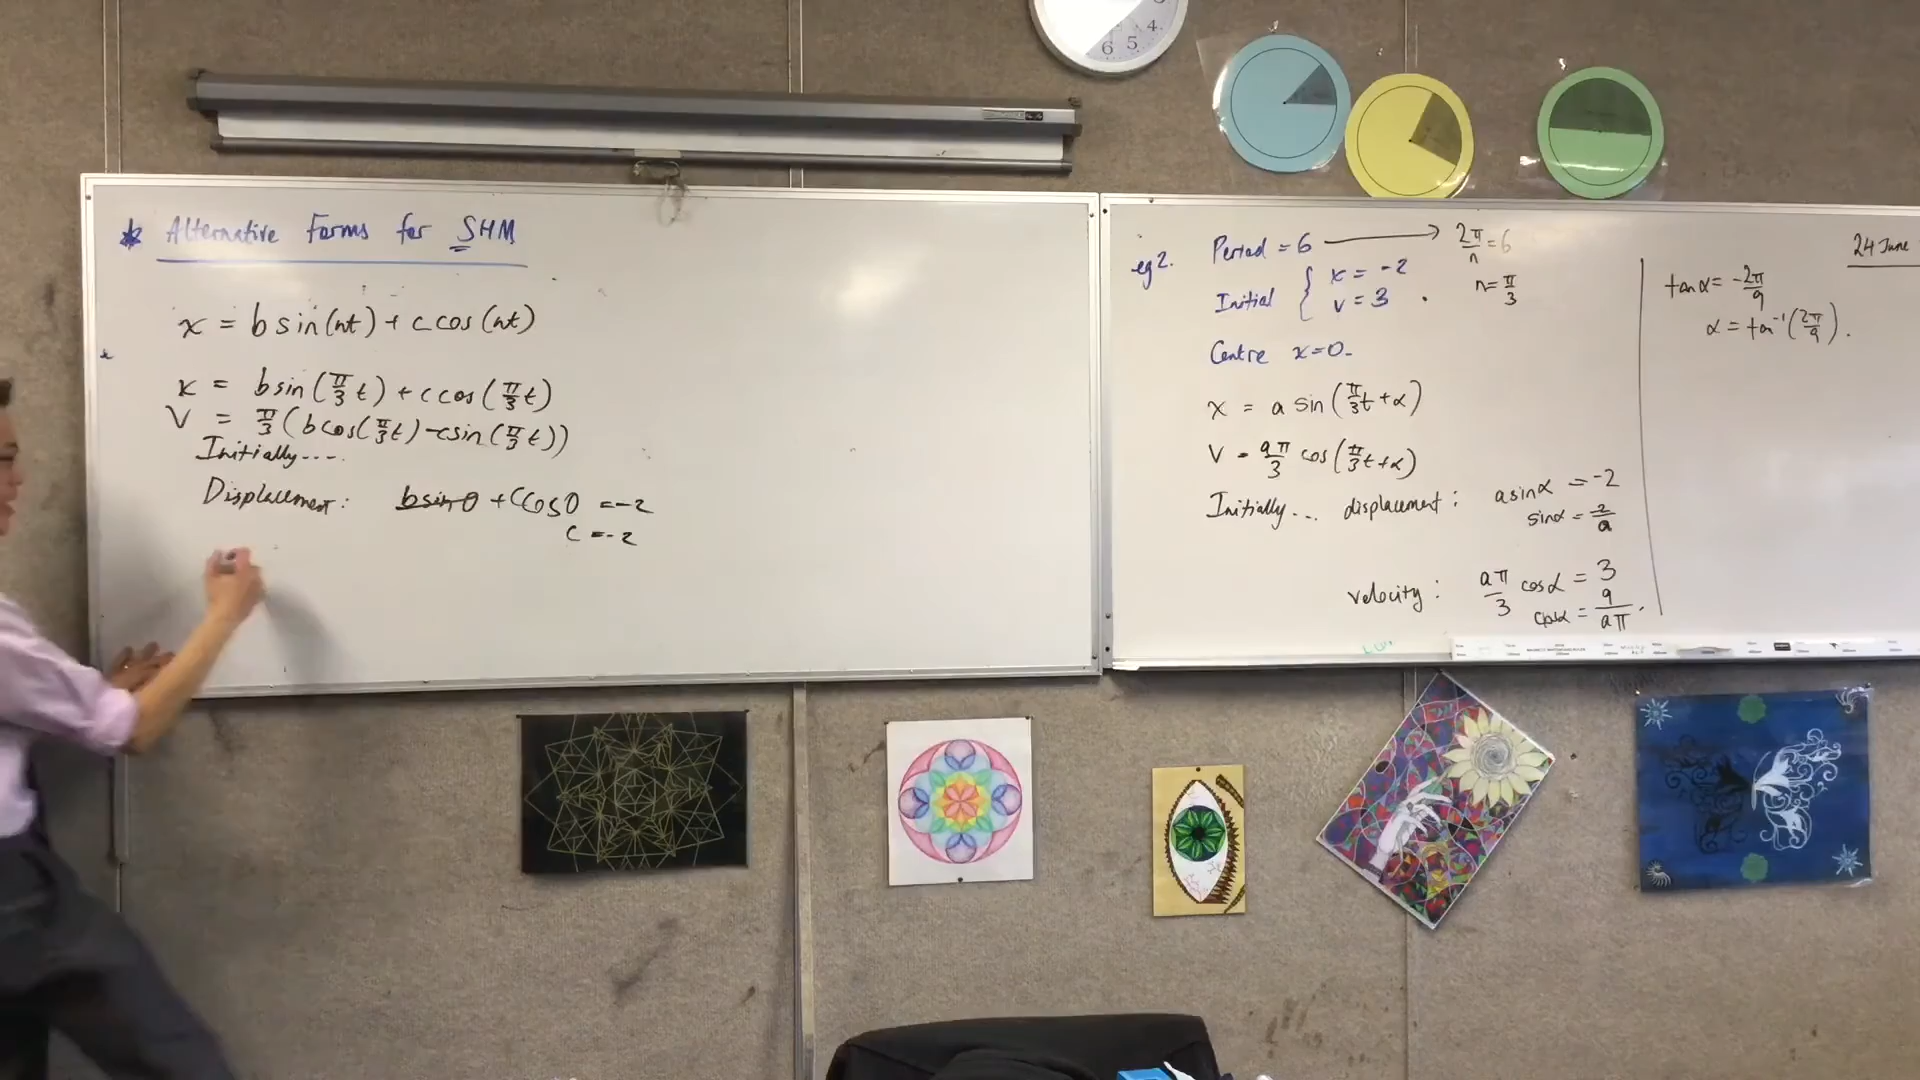 * Alternative Forms for SHM
x = b sin(nt) + c cos(nt)
x = b sin(π/3 t) + c cos(π/3 t)
V = π/3 (b cos(π/3 t) - c sin(π/3 t))
Initially....
Displacement: b sin 0 + C cos 0 = -2
C = -2
eg 2. Period = 6 → 2π/n = 6
Initial { x = -2
v = 3 .
n = π/3
Centre x = 0.
x = a sin(π/3 t + α)
V = aπ/3 cos(π/3 t + α)
Initially... displacement: a sin α = -2
sin α = -2/a
velocity: aπ/3 cos α = 3
cos α = 9/aπ .
24 June
tan α = -2π/9
α = tan⁻¹(2π/9) .
6 5 4